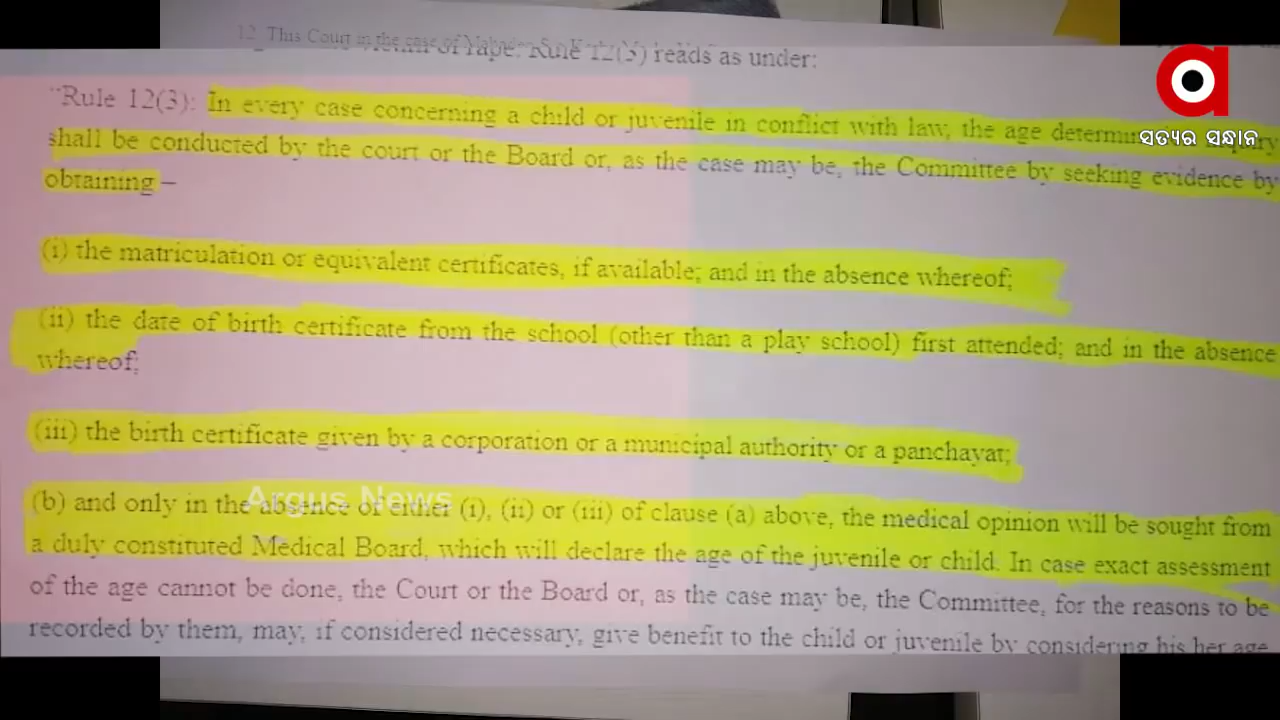 12. This Court in the case of
of rape. Rule 12(3) reads as under:
"Rule 12(3): In every case concerning a child or juvenile in conflict with law, the age
shall be conducted by the court or the Board or, as the case may be, the Committee by seeking evidence by
obtaining –
(i) the matriculation or equivalent certificates, if available; and in the absence whereof;
(ii) the date of birth certificate from the school (other than a play school) first attended; and in the absence
whereof;
(iii) the birth certificate given by a corporation or a municipal authority or a panchayat;
(b) and only in the absence of either (i), (ii) or (iii) of clause (a) above, the medical opinion will be sought from
a duly constituted Medical Board, which will declare the age of the juvenile or child. In case exact assessment
of the age cannot be done, the Court or the Board or, as the case may be, the Committee, for the reasons to be
recorded by them, may, if considered necessary, give benefit to the child or juvenile by considering his her age
a
ସତ୍ୟର ସନ୍ଧାନ
Argus News